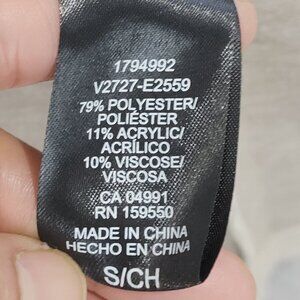 1794992
V2727-E2559
79% POLYESTER/
POLIÉSTER
11% ACRYLIC/
ACRÍLICO
10% VISCOSE/
VISCOSA
CA 04991
RN 159550
MADE IN CHINA
HECHO EN CHINA
S/CH